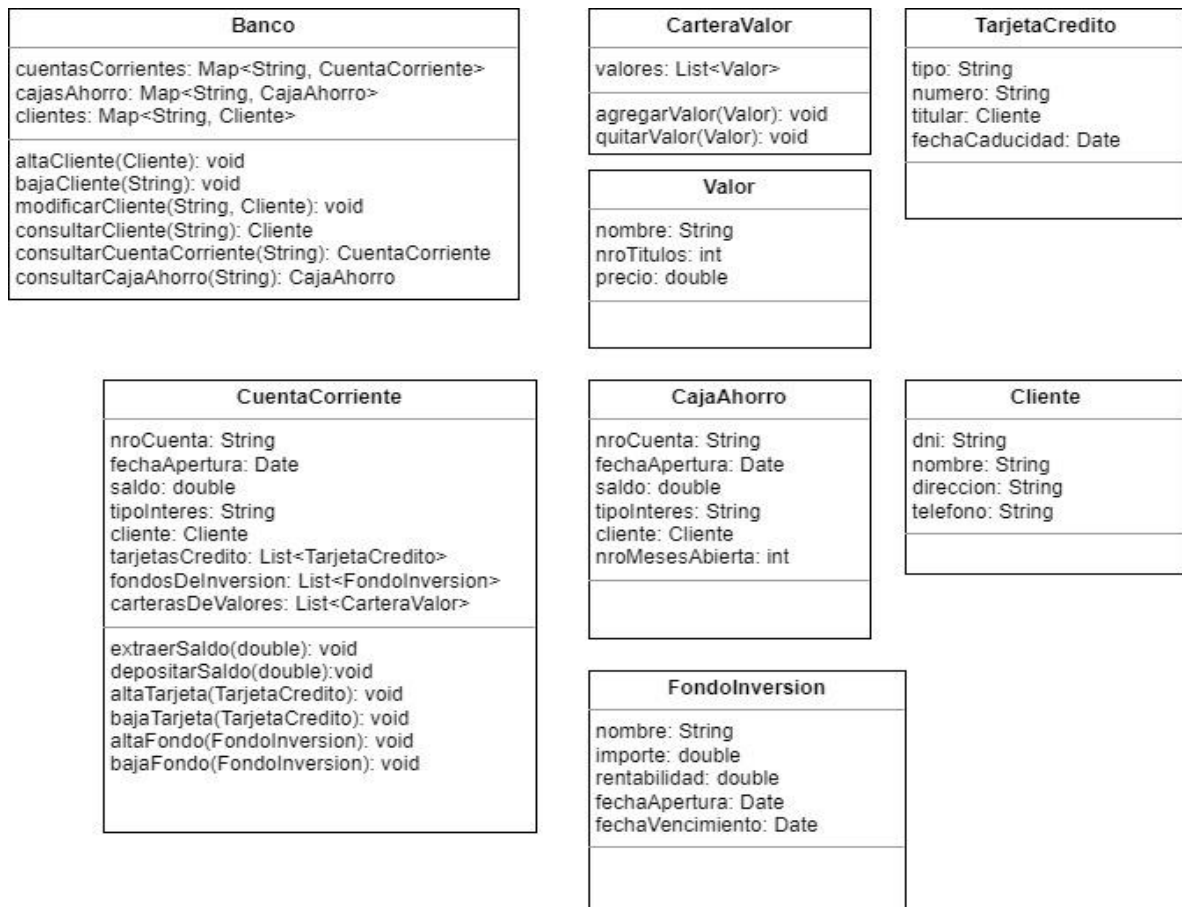 Banco
cuentasCorrientes: Map<String, CuentaCorriente>
cajasAhorro: Map<String, CajaAhorro>
clientes: Map<String, Cliente>
altaCliente(Cliente): void
bajaCliente(String): void
modificarCliente(String, Cliente): void
consultarCliente(String): Cliente
consultarCuentaCorriente(String): CuentaCorriente
consultarCajaAhorro(String): CajaAhorro
CarteraValor
valores: List<Valor>
agregarValor(Valor): void
quitarValor(Valor): void
Valor
nombre: String
nroTitulos: int
precio: double
TarjetaCredito
tipo: String
numero: String
titular: Cliente
fechaCaducidad: Date
CuentaCorriente
nroCuenta: String
fechaApertura: Date
saldo: double
tipoInteres: String
cliente: Cliente
tarjetasCredito: List<TarjetaCredito>
fondosDeInversion: List<FondoInversion>
carterasDeValores: List<CarteraValor>
extraerSaldo(double): void
depositarSaldo(double):void
altaTarjeta(TarjetaCredito): void
bajaTarjeta(TarjetaCredito): void
altaFondo(FondoInversion): void
bajaFondo(FondoInversion): void
CajaAhorro
nroCuenta: String
fechaApertura: Date
saldo: double
tipoInteres: String
cliente: Cliente
nroMesesAbierta: int
Cliente
dni: String
nombre: String
direccion: String
telefono: String
FondoInversion
nombre: String
importe: double
rentabilidad: double
fechaApertura: Date
fechaVencimiento: Date